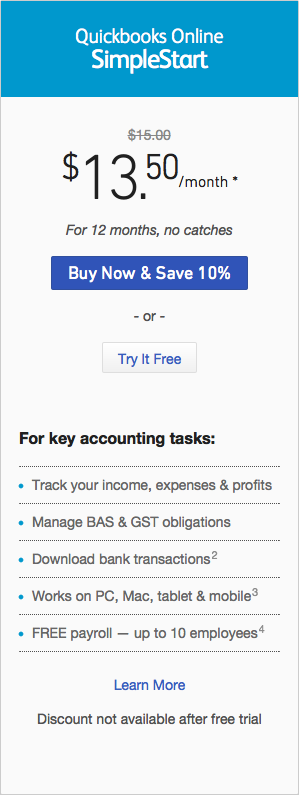 Quickbooks Online
SimpleStart
$15.00
$13.50/month *
For 12 months, no catches
Buy Now & Save 10%
- or -
Try It Free
For key accounting tasks:
• Track your income, expenses & profits
• Manage BAS & GST obligations
• Download bank transactions2
• Works on PC, Mac, tablet & mobile3
• FREE payroll — up to 10 employees4
Learn More
Discount not available after free trial